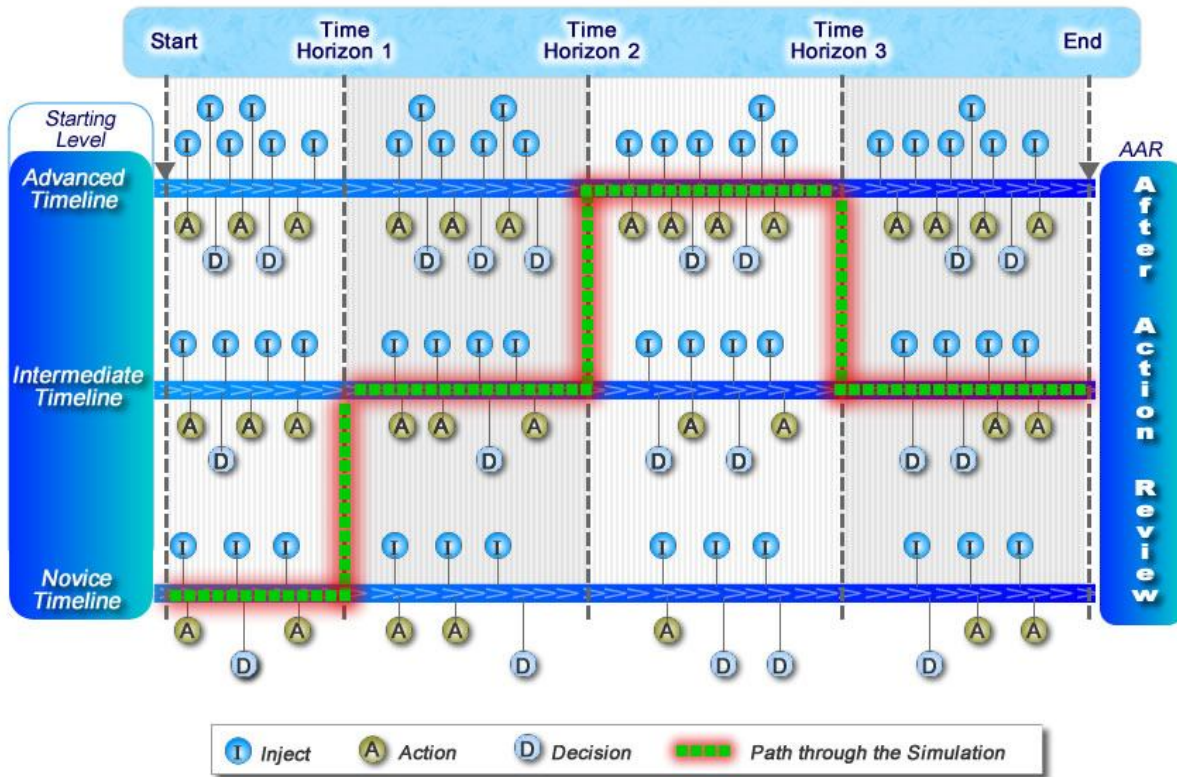 Start
Time
Horizon 1
Time
Horizon 2
Time
Horizon 3
End
Starting
Level
I I I I I I
I I I I I I I I I I I I I I I I I I
Advanced
Timeline
A A A A A A A A A A A A A A
D D D D D D D D D
I I I I I I I I I I I I I I I I
Intermediate
Timeline
A A A A A A A A A A
D D D D D D
I I I I I I I I I I I I
Novice
Timeline
A A A A A A A
D D D D D
AAR
After Action Review
I Inject
A Action
D Decision
Path through the Simulation